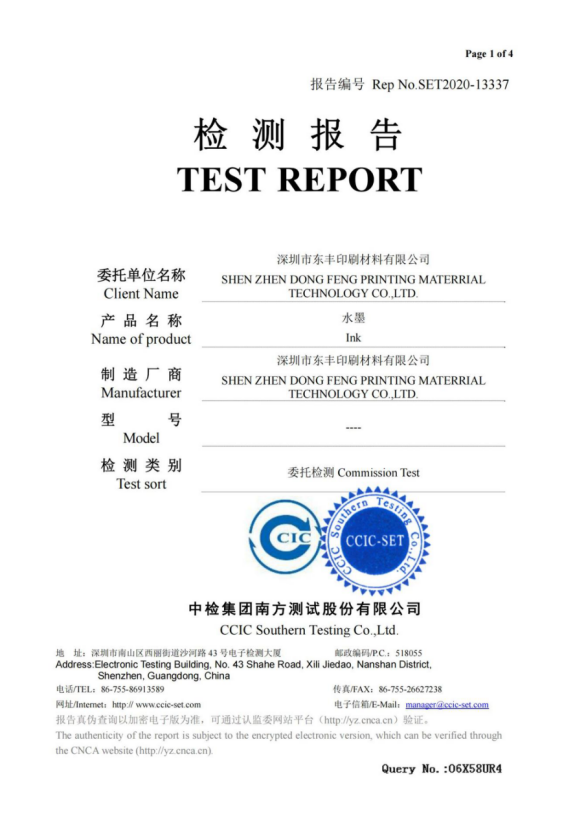 Page 1 of 4
报告编号 Rep No.SET2020-13337
检 测 报 告
TEST REPORT
深圳市东丰印刷材料有限公司
委托单位名称 SHEN ZHEN DONG FENG PRINTING MATERRIAL
Client Name TECHNOLOGY CO.,LTD.
产 品 名 称 水墨
Name of product Ink
深圳市东丰印刷材料有限公司
制 造 厂 商 SHEN ZHEN DONG FENG PRINTING MATERRIAL
Manufacturer TECHNOLOGY CO.,LTD.
型 号 ----
Model
检 测 类 别 委托检测 Commission Test
Test sort
CCIC
CCIC Southern Testing Co.,Ltd.
CCIC-SET
中检集团南方测试股份有限公司
CCIC Southern Testing Co.,Ltd.
地 址:深圳市南山区西丽街道沙河路 43 号电子检测大厦 邮政编码/P.C.: 518055
Address:Electronic Testing Building, No. 43 Shahe Road, Xili Jiedao, Nanshan District,
Shenzhen, Guangdong, China
电话/TEL: 86-755-86913589 传真/FAX: 86-755-26627238
网址/Internet: http:// www.ccic-set.com 电子信箱/E-Mail: manager@ccic-set.com
报告真伪查询以加密电子版为准,可通过认监委网站平台(http://yz.cnca.cn)验证。
The authenticity of the report is subject to the encrypted electronic version, which can be verified through
the CNCA website (http://yz.cnca.cn).
Query No.:O6X58UR4